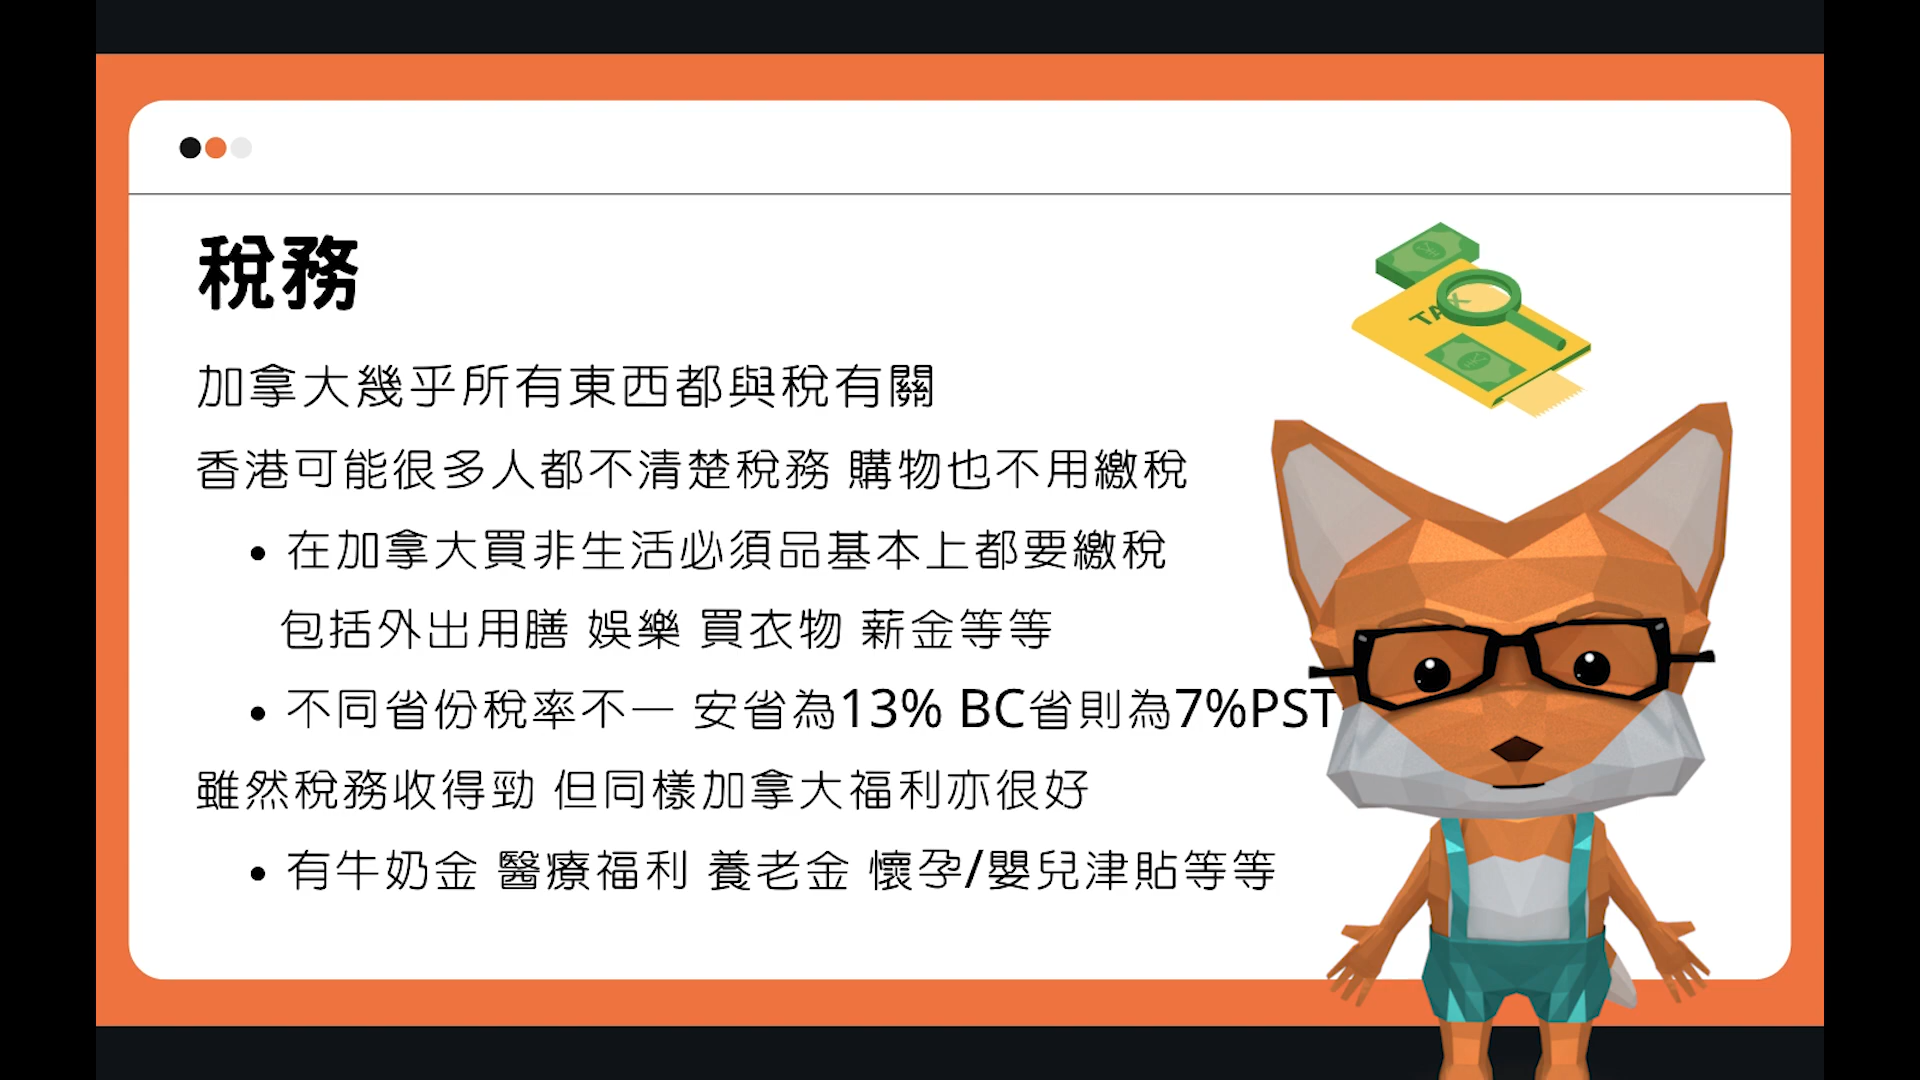 稅務
TAX
加拿大幾乎所有東西都與稅有關
香港可能很多人都不清楚稅務 購物也不用繳稅
• 在加拿大買非生活必須品基本上都要繳稅
包括外出用膳 娛樂 買衣物 薪金等等
• 不同省份稅率不一 安省為13% BC省則為7%PST
雖然稅務收得勁 但同樣加拿大福利亦很好
• 有牛奶金 醫療福利 養老金 懷孕/嬰兒津貼等等